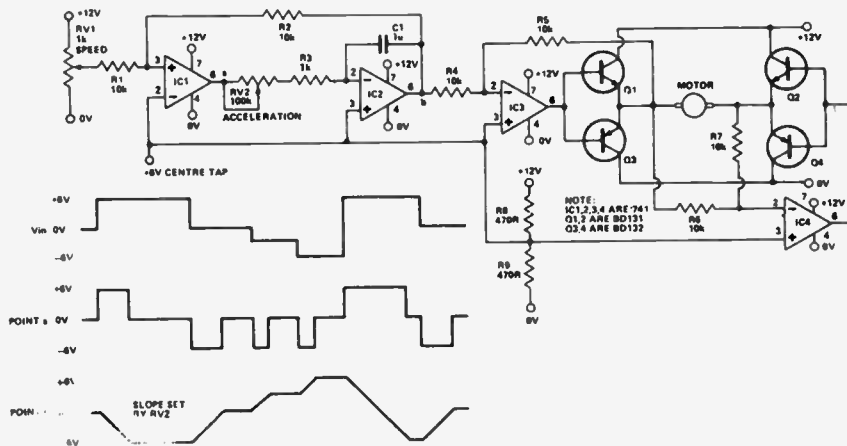 +12V
RV1
1k
SPEED
0V
R1
10k
R2
10k
+12V
3
7
+
-
2
IC1
6
4
0V
a
RV2
100k
ACCELERATION
R3
1k
C1
1u
2
7
+12V
-
+
3
IC2
6
4
0V
b
R4
10k
R5
10k
+12V
2
7
-
+
3
IC3
6
4
0V
Q1
Q3
MOTOR
+12V
Q2
Q4
R7
10k
0V
R6
10k
+12V
2
7
-
+
3
IC4
6
4
0V
+6V CENTRE TAP
+12V
R8
470R
R9
470R
0V
NOTE:
IC1,2,3,4 ARE 741
Q1,2 ARE BD131
Q3,4 ARE BD132
+6V
Vin 0V
-6V
+6V
POINT a 0V
-6V
+6V
SLOPE SET
BY RV2
6V